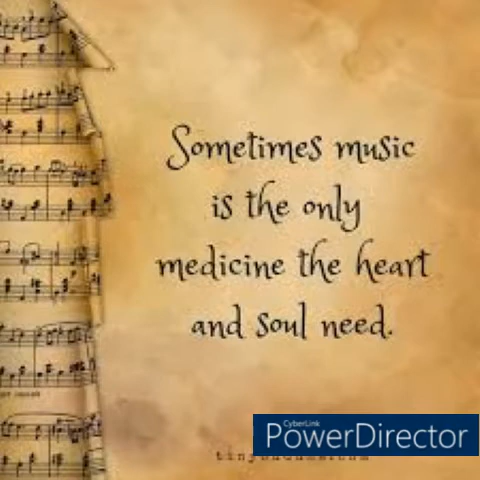 Sometimes music
is the only
medicine the heart
and soul need.
CyberLink
PowerDirector